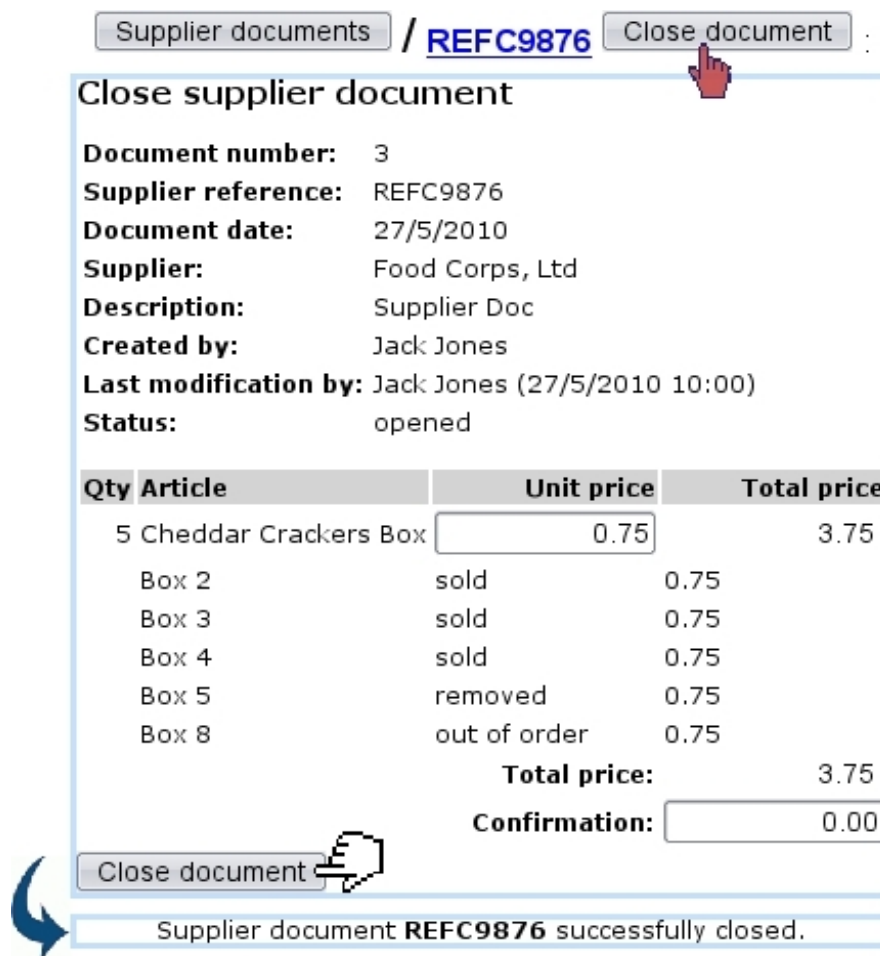 Supplier documents / REFC9876 Close document :
Close supplier document
Document number: 3
Supplier reference: REFC9876
Document date: 27/5/2010
Supplier: Food Corps, Ltd
Description: Supplier Doc
Created by: Jack Jones
Last modification by: Jack Jones (27/5/2010 10:00)
Status: opened
Qty Article Unit price Total price
5 Cheddar Crackers Box 0.75 3.75
Box 2 sold 0.75
Box 3 sold 0.75
Box 4 sold 0.75
Box 5 removed 0.75
Box 8 out of order 0.75
Total price: 3.75
Confirmation: 0.00
Close document
Supplier document REFC9876 successfully closed.